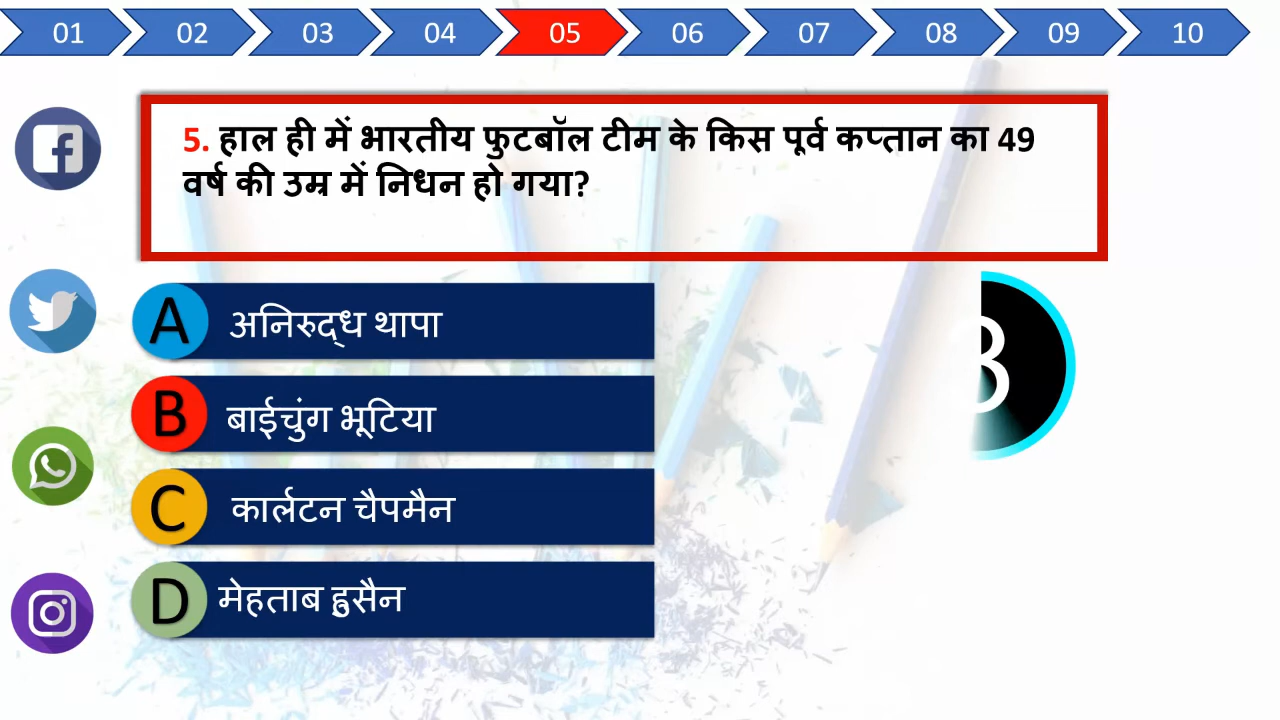 01 02 03 04 05 06 07 08 09 10
5. हाल ही में भारतीय फुटबॉल टीम के किस पूर्व कप्तान का 49
वर्ष की उम्र में निधन हो गया?
A अनिरुद्ध थापा
3
B बाईचुंग भूटिया
C कार्लटन चैपमैन
D मेहताब हुसैन